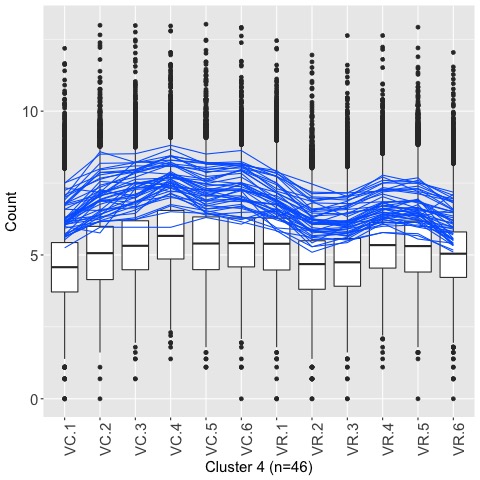 10
5
0
Count
VC.1
VC.2
VC.3
VC.4
VC.5
VC.6
VR.1
VR.2
VR.3
VR.4
VR.5
VR.6
Cluster 4 (n=46)